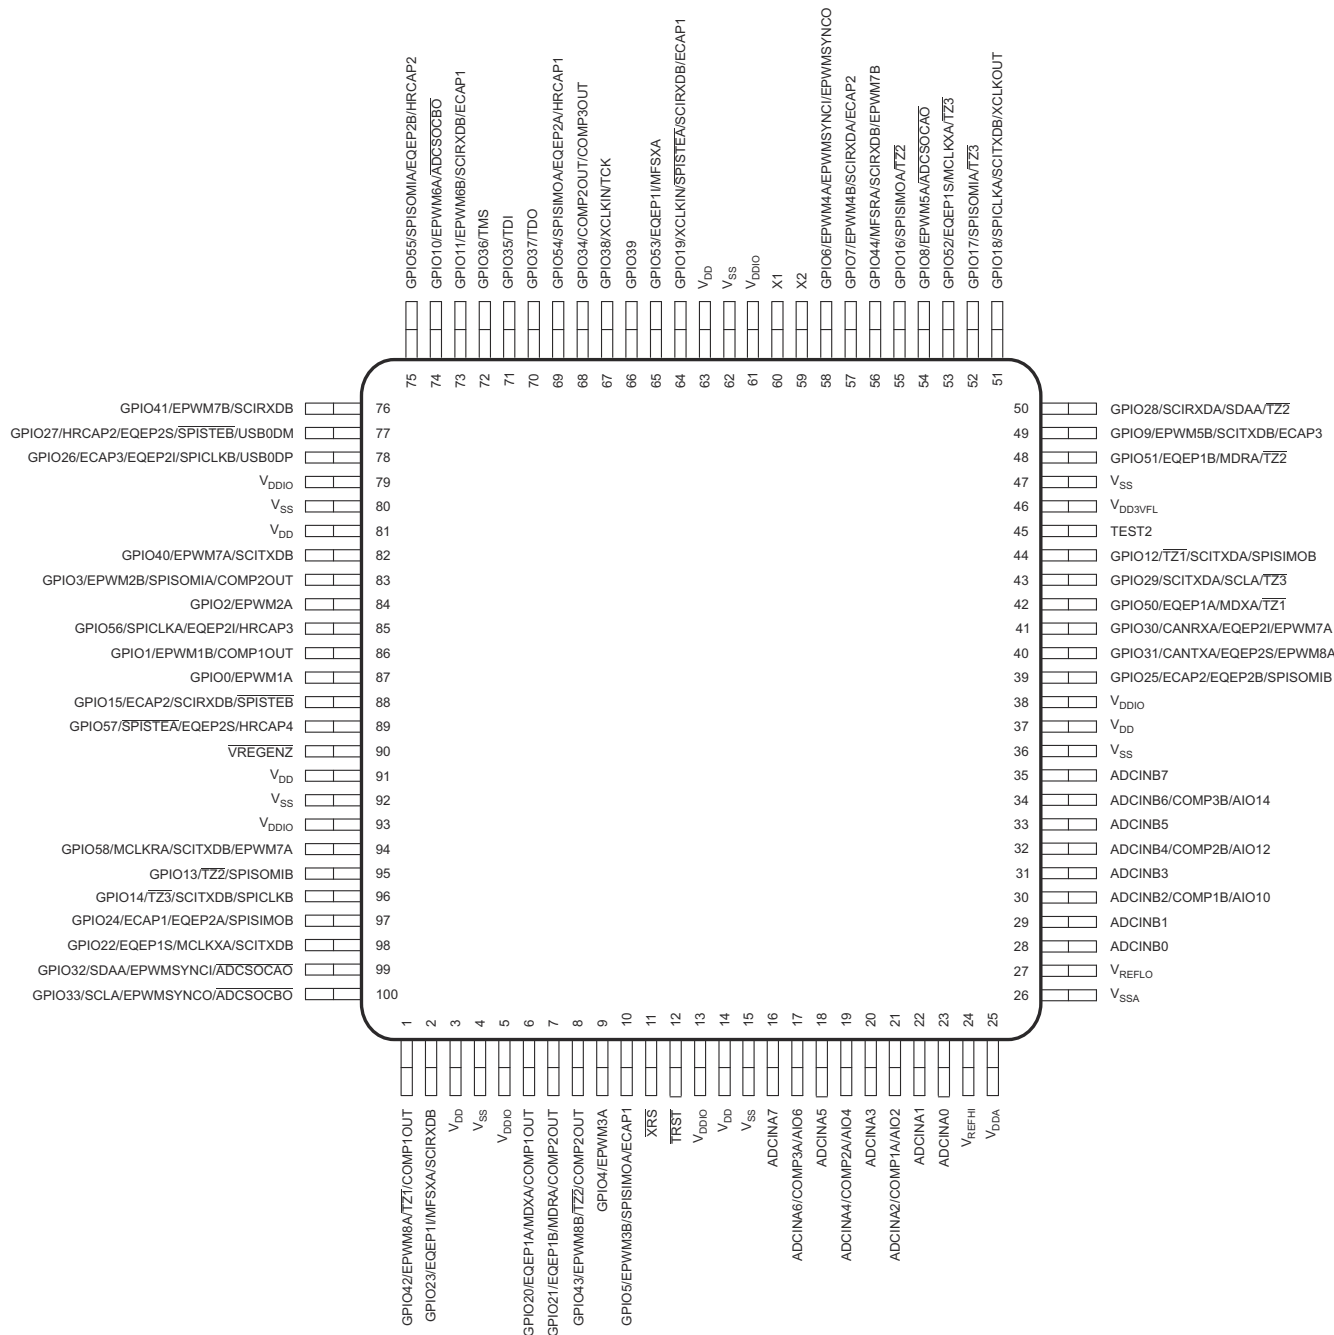 GPIO55/SPISOMIA/EQEP2B/HRCAP2
GPIO10/EPWM6A/ADCSOCBO
GPIO11/EPWM6B/SCIRXDB/ECAP1
GPIO36/TMS
GPIO35/TDI
GPIO37/TDO
GPIO54/SPISIMOA/EQEP2A/HRCAP1
GPIO34/COMP2OUT/COMP3OUT
GPIO38/XCLKIN/TCK
GPIO39
GPIO53/EQEP1I/MFSXA
GPIO19/XCLKIN/SPISTEA/SCIRXDB/ECAP1
VDD
VSS
VDDIO
X1
X2
GPIO6/EPWM4A/EPWMSYNCI/EPWMSYNCO
GPIO7/EPWM4B/SCIRXDA/ECAP2
GPIO44/MFSRA/SCIRXDB/EPWM7B
GPIO16/SPISIMOA/TZ2
GPIO8/EPWM5A/ADCSOCAO
GPIO52/EQEP1S/MCLKXA/TZ3
GPIO17/SPISOMIA/TZ3
GPIO18/SPICLKA/SCITXDB/XCLKOUT
75 74 73 72 71 70 69 68 67 66 65 64 63 62 61 60 59 58 57 56 55 54 53 52 51
GPIO41/EPWM7B/SCIRXDB 76
GPIO27/HRCAP2/EQEP2S/SPISTEB/USB0DM 77
GPIO26/ECAP3/EQEP2I/SPICLKB/USB0DP 78
VDDIO 79
VSS 80
VDD 81
GPIO40/EPWM7A/SCITXDB 82
GPIO3/EPWM2B/SPISOMIA/COMP2OUT 83
GPIO2/EPWM2A 84
GPIO56/SPICLKA/EQEP2I/HRCAP3 85
GPIO1/EPWM1B/COMP1OUT 86
GPIO0/EPWM1A 87
GPIO15/ECAP2/SCIRXDB/SPISTEB 88
GPIO57/SPISTEA/EQEP2S/HRCAP4 89
VREGENZ 90
VDD 91
VSS 92
VDDIO 93
GPIO58/MCLKRA/SCITXDB/EPWM7A 94
GPIO13/TZ2/SPISOMIB 95
GPIO14/TZ3/SCITXDB/SPICLKB 96
GPIO24/ECAP1/EQEP2A/SPISIMOB 97
GPIO22/EQEP1S/MCLKXA/SCITXDB 98
GPIO32/SDAA/EPWMSYNCI/ADCSOCAO 99
GPIO33/SCLA/EPWMSYNCO/ADCSOCBO 100
50 GPIO28/SCIRXDA/SDAA/TZ2
49 GPIO9/EPWM5B/SCITXDB/ECAP3
48 GPIO51/EQEP1B/MDRA/TZ2
47 VSS
46 VDD3VFL
45 TEST2
44 GPIO12/TZ1/SCITXDA/SPISIMOB
43 GPIO29/SCITXDA/SCLA/TZ3
42 GPIO50/EQEP1A/MDXA/TZ1
41 GPIO30/CANRXA/EQEP2I/EPWM7A
40 GPIO31/CANTXA/EQEP2S/EPWM8A
39 GPIO25/ECAP2/EQEP2B/SPISOMIB
38 VDDIO
37 VDD
36 VSS
35 ADCINB7
34 ADCINB6/COMP3B/AIO14
33 ADCINB5
32 ADCINB4/COMP2B/AIO12
31 ADCINB3
30 ADCINB2/COMP1B/AIO10
29 ADCINB1
28 ADCINB0
27 VREFLO
26 VSSA
1 2 3 4 5 6 7 8 9 10 11 12 13 14 15 16 17 18 19 20 21 22 23 24 25
GPIO42/EPWM8A/TZ1/COMP1OUT
GPIO23/EQEP1I/MFSXA/SCIRXDB
VDD
VSS
VDDIO
GPIO20/EQEP1A/MDXA/COMP1OUT
GPIO21/EQEP1B/MDRA/COMP2OUT
GPIO43/EPWM8B/TZ2/COMP2OUT
GPIO4/EPWM3A
GPIO5/EPWM3B/SPISIMOA/ECAP1
XRS
TRST
VDDIO
VDD
VSS
ADCINA7
ADCINA6/COMP3A/AIO6
ADCINA5
ADCINA4/COMP2A/AIO4
ADCINA3
ADCINA2/COMP1A/AIO2
ADCINA1
ADCINA0
VREFHI
VDDA